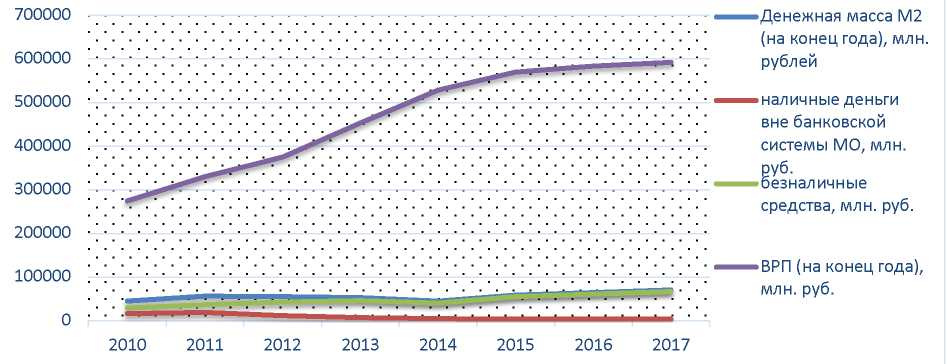 700000
600000
500000
400000
300000
200000
100000
0
2010 2011 2012 2013 2014 2015 2016 2017
Денежная масса М2
(на конец года), млн.
рублей
наличные деньги
вне банковской
системы МО, млн.
руб.
безналичные
средства, млн. руб.
ВРП (на конец года),
млн. руб.